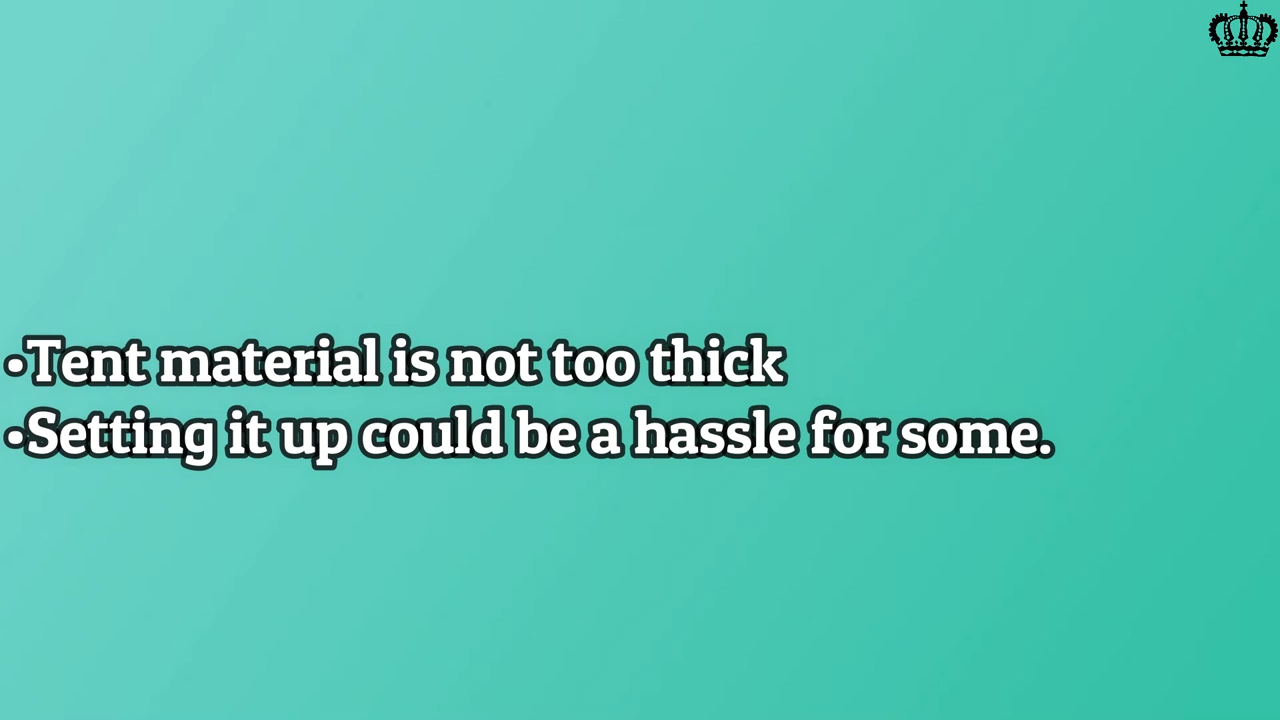 •Tent material is not too thick
•Setting it up could be a hassle for some.